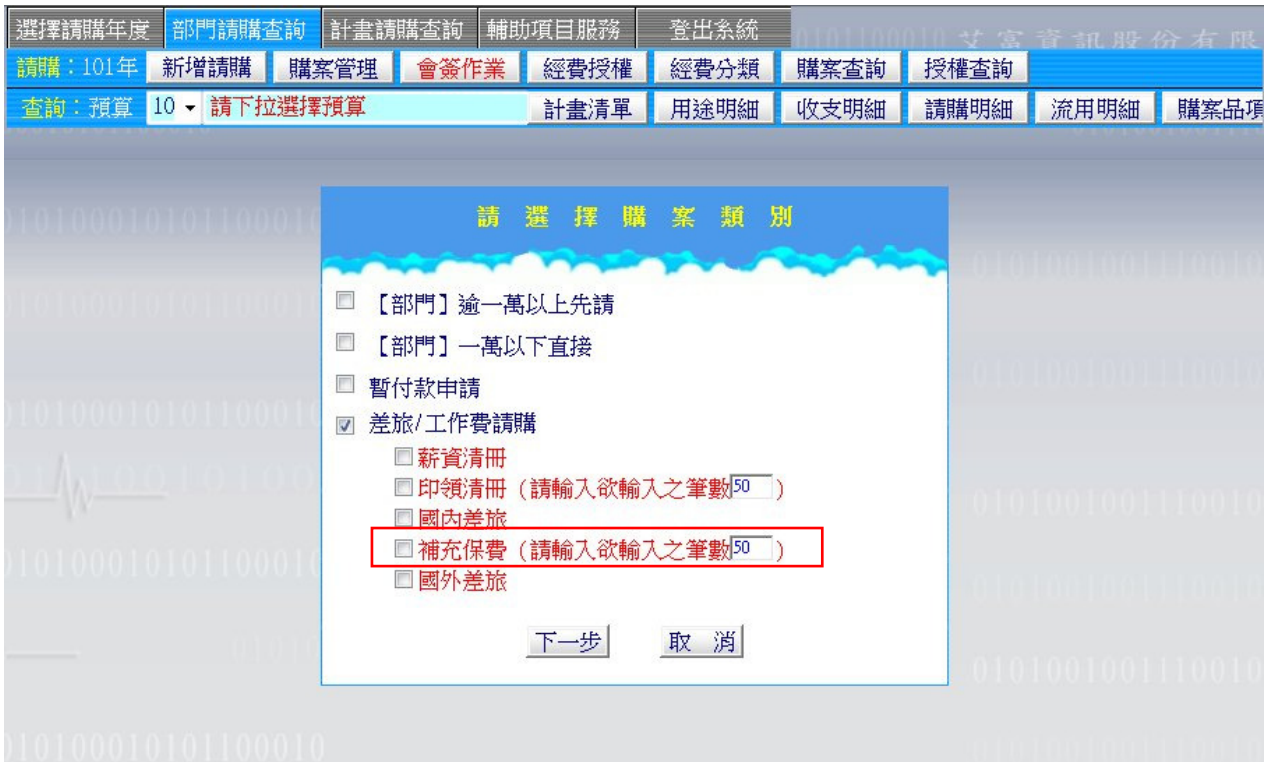 選擇請購年度 部門請購查詢 計畫請購查詢 輔助項目服務 登出系統 艾富資訊股份有限
請購：101年 新增請購 購案管理 會簽作業 經費授權 經費分類 購案查詢 授權查詢
查詢：預算 10 請下拉選擇預算 計畫清單 用途明細 收支明細 請購明細 流用明細 購案品項
請選擇購案類別
【部門】逾一萬以上先請
【部門】一萬以下直接
暫付款申請
差旅/工作費請購
薪資清冊
印領清冊（請輸入欲輸入之筆數50）
國內差旅
補充保費（請輸入欲輸入之筆數50）
國外差旅
下一步 取 消